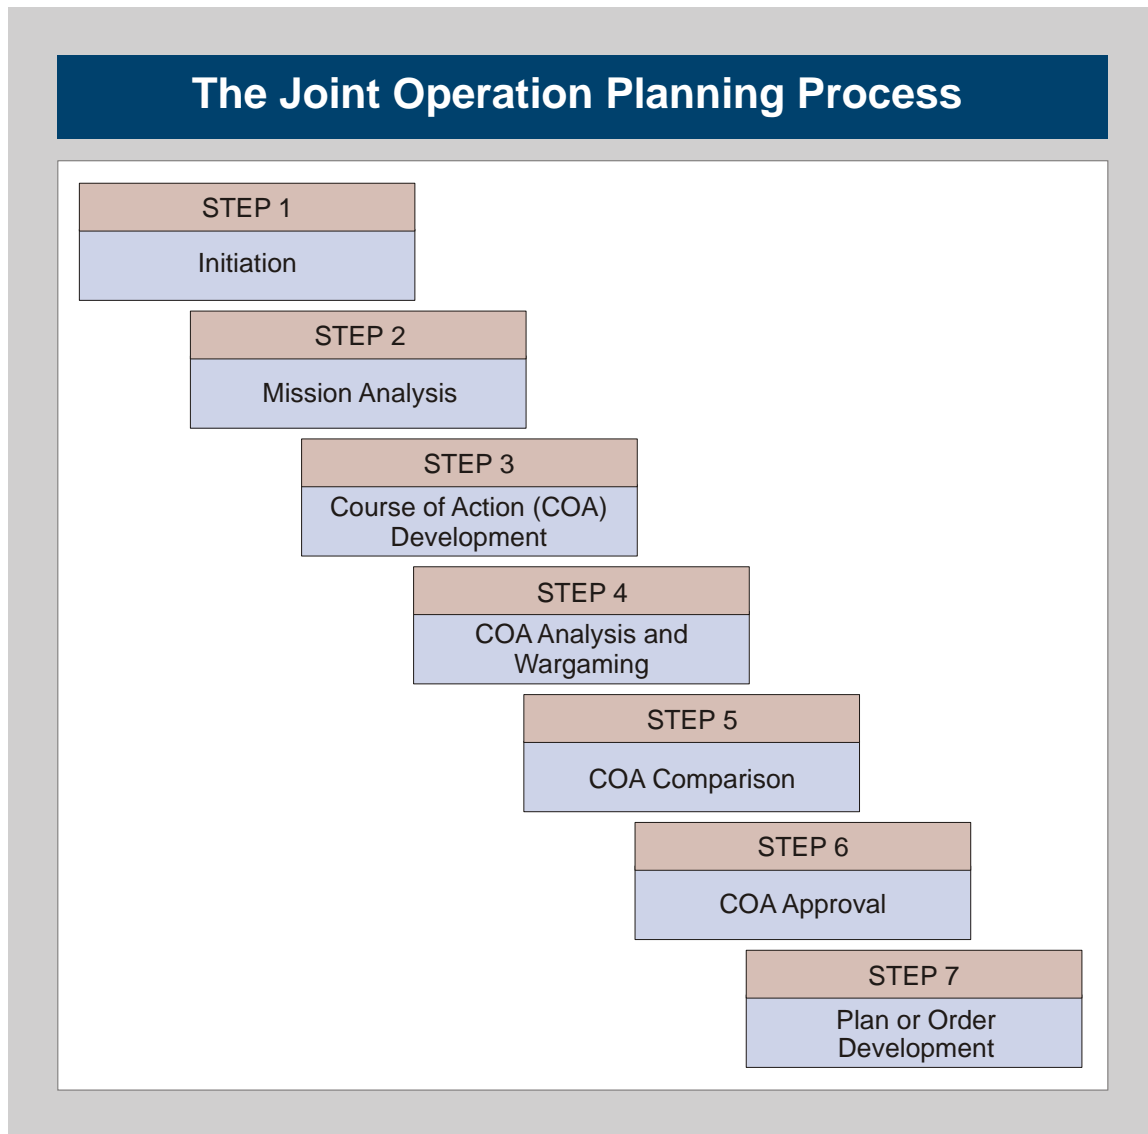 The Joint Operation Planning Process
STEP 1
Initiation
STEP 2
Mission Analysis
STEP 3
Course of Action (COA)
Development
STEP 4
COA Analysis and
Wargaming
STEP 5
COA Comparison
STEP 6
COA Approval
STEP 7
Plan or Order
Development